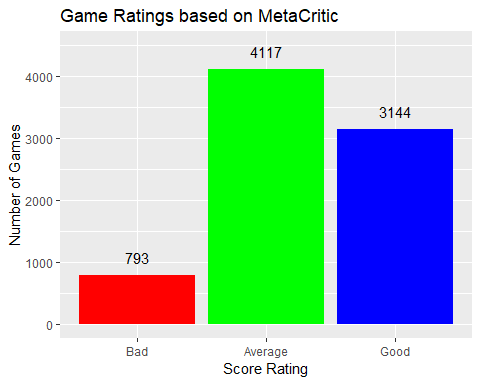 Game Ratings based on MetaCritic
4117
4000
3144
3000
Number of Games
2000
793
1000
0
Bad Average Good
Score Rating